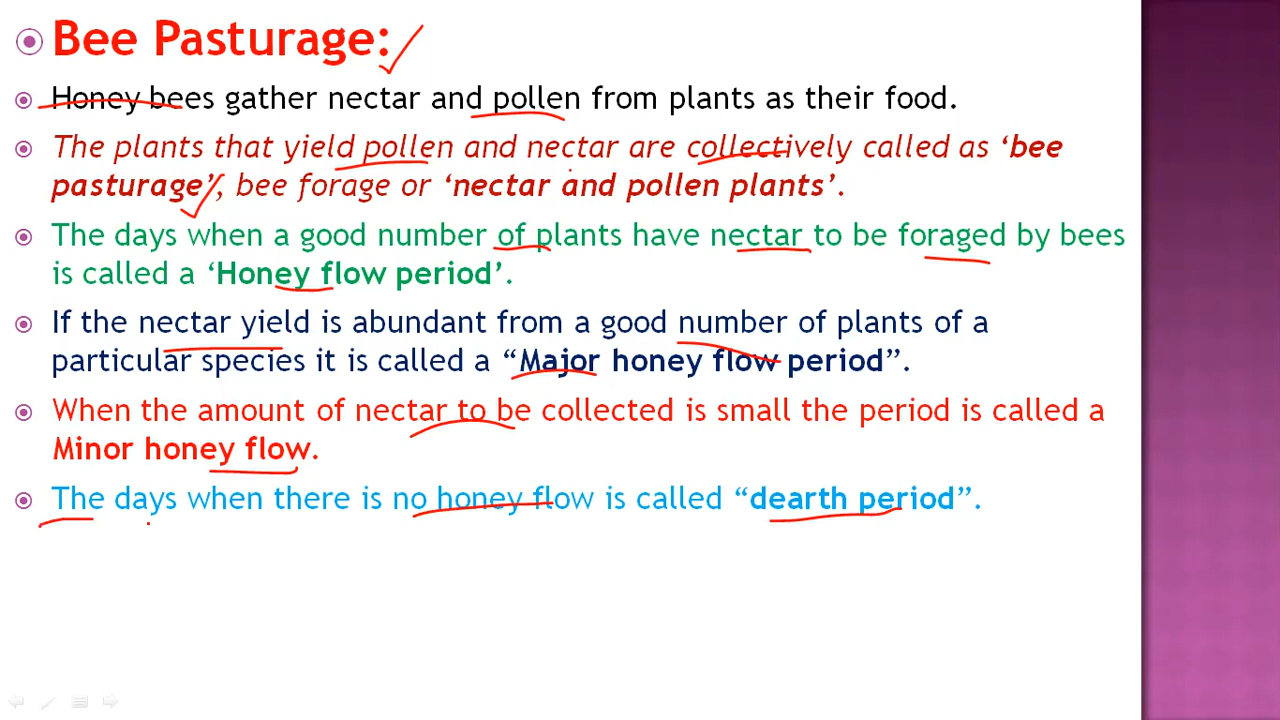 Bee Pasturage:
Honey bees gather nectar and pollen from plants as their food.
The plants that yield pollen and nectar are collectively called as ‘bee
pasturage’, bee forage or ‘nectar and pollen plants’.
The days when a good number of plants have nectar to be foraged by bees
is called a ‘Honey flow period’.
If the nectar yield is abundant from a good number of plants of a
particular species it is called a “Major honey flow period”.
When the amount of nectar to be collected is small the period is called a
Minor honey flow.
The days when there is no honey flow is called “dearth period”.